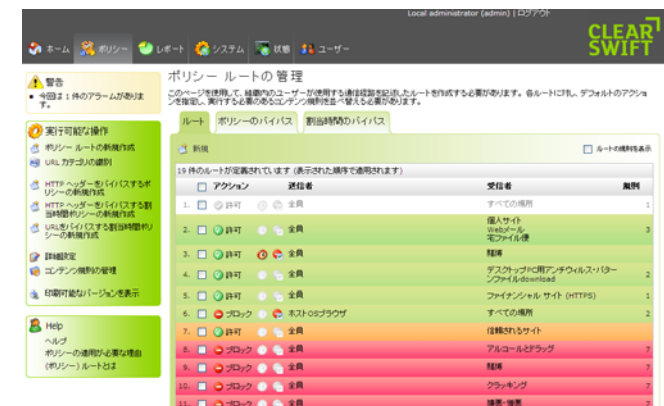 Local administrator (admin) | ログアウト
CLEAR
SWIFT
ホーム ポリシー レポート システム 状態 ユーザー
警告
今回は 1 件のアラームがあります。
実行可能な操作
ポリシー ルートの新規作成
URL カテゴリの識別
HTTP ヘッダーをバイパスするポリシーの新規作成
HTTP ヘッダーをバイパスする割当時間ポリシーの新規作成
URLをバイパスする割当時間ポリシーの新規作成
詳細設定
コンテンツ規則の管理
印刷可能なバージョンを表示
Help
ヘルプ
ポリシーの適用が必要な理由
(ポリシー) ルートとは
ポリシー ルートの管理
このページを使用して、組織内のユーザーが使用する通信経路を記述したルートを作成する必要があります。各ルートに対し、デフォルトのアクションを指定し、実行する必要のあるコンテンツ規則を並べ替える必要があります。
ルート ポリシーのバイパス 割当時間のバイパス
新規 ルートの規則を表示
19 件のルートが定義されています (表示された順序で適用されます)
アクション 送信者 受信者 規則
1. 許可 全員 すべての場所 1
2. 許可 全員 個人サイト
Webメール
宅ファイル便 3
3. 許可 全員 賭博
4. 許可 全員 デスクトップPC用アンチウィルス・パターンファイルdownload 2
5. 許可 全員 ファイナンシャル サイト (HTTPS) 1
6. ブロック ホストOSブラウザ すべての場所 2
7. 許可 全員 信頼されるサイト
8. ブロック 全員 アルコールとドラッグ 7
9. ブロック 全員 賭博 7
10. ブロック 全員 クラッキング 7
11. ブロック 全員 7